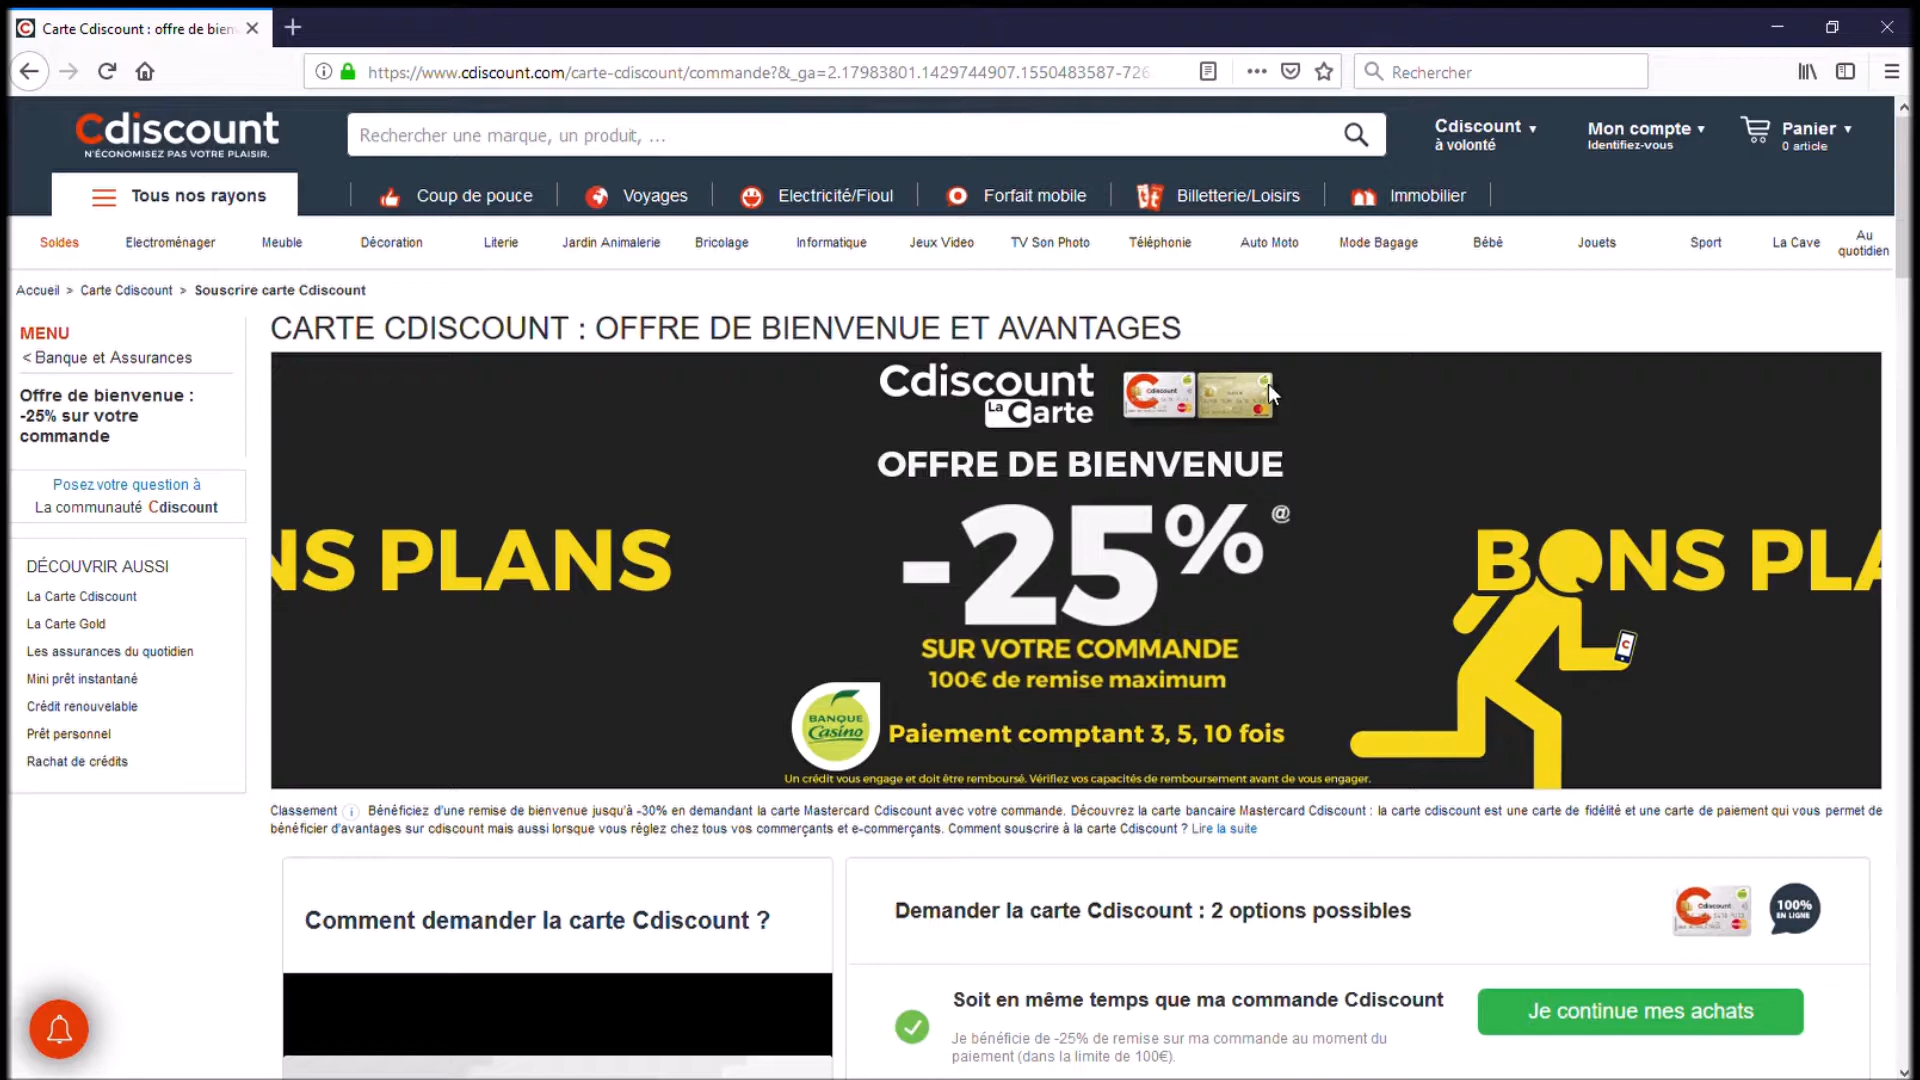 Carte Cdiscount : offre de bien
https://www.cdiscount.com/carte-cdiscount/commande?&_ga=2.17983801.1429744907.1550483587-726
Rechercher
Cdiscount
N'ÉCONOMISEZ PAS VOTRE PLAISIR.
Rechercher une marque, un produit, ...
Cdiscount
à volonté
Mon compte
Identifiez-vous
Panier
0 article
Tous nos rayons
Coup de pouce
Voyages
Electricité/Fioul
Forfait mobile
Billetterie/Loisirs
Immobilier
Soldes
Electroménager
Meuble
Décoration
Literie
Jardin Animalerie
Bricolage
Informatique
Jeux Video
TV Son Photo
Téléphonie
Auto Moto
Mode Bagage
Bébé
Jouets
Sport
La Cave
Au
quotidien
Accueil > Carte Cdiscount > Souscrire carte Cdiscount
MENU
< Banque et Assurances
Offre de bienvenue :
-25% sur votre
commande
Posez votre question à
La communauté Cdiscount
DÉCOUVRIR AUSSI
La Carte Cdiscount
La Carte Gold
Les assurances du quotidien
Mini prêt instantané
Crédit renouvelable
Prêt personnel
Rachat de crédits
CARTE CDISCOUNT : OFFRE DE BIENVENUE ET AVANTAGES
Cdiscount
La Carte
Cdiscount
OFFRE DE BIENVENUE
-25%@
NS PLANS
BONS PLA
SUR VOTRE COMMANDE
100€ de remise maximum
BANQUE
Casino
Paiement comptant 3, 5, 10 fois
Un crédit vous engage et doit être remboursé. Vérifiez vos capacités de remboursement avant de vous engager.
Classement i Bénéficiez d'une remise de bienvenue jusqu'à -30% en demandant la carte Mastercard Cdiscount avec votre commande. Découvrez la carte bancaire Mastercard Cdiscount : la carte cdiscount est une carte de fidélité et une carte de paiement qui vous permet de
bénéficier d'avantages sur cdiscount mais aussi lorsque vous réglez chez tous vos commerçants et e-commerçants. Comment souscrire à la carte Cdiscount ? Lire la suite
Comment demander la carte Cdiscount ?
Demander la carte Cdiscount : 2 options possibles
Cdiscount
100%
EN LIGNE
Soit en même temps que ma commande Cdiscount
Je bénéficie de -25% de remise sur ma commande au moment du
paiement (dans la limite de 100€).
Je continue mes achats